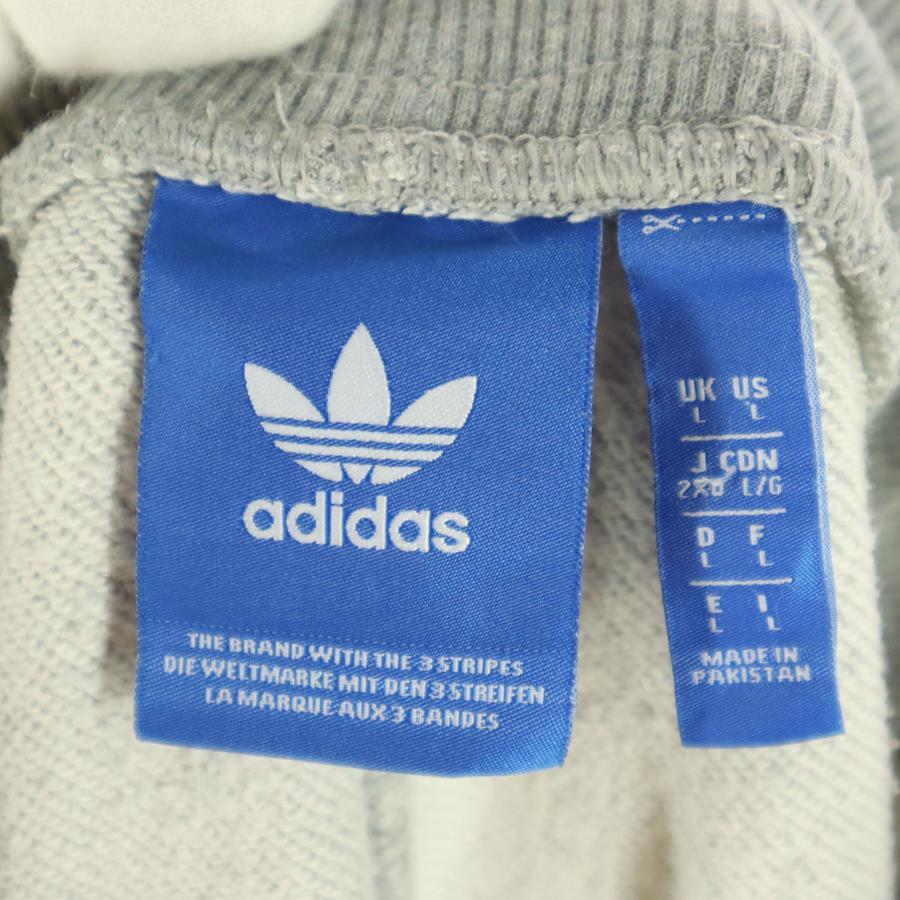 adidas
THE BRAND WITH THE 3 STRIPES
DIE WELTMARKE MIT DEN 3 STREIFEN
LA MARQUE AUX 3 BANDES
UK US
L L
J CDN
2XO L/G
D F
L L
E I
L L
MADE IN
PAKISTAN